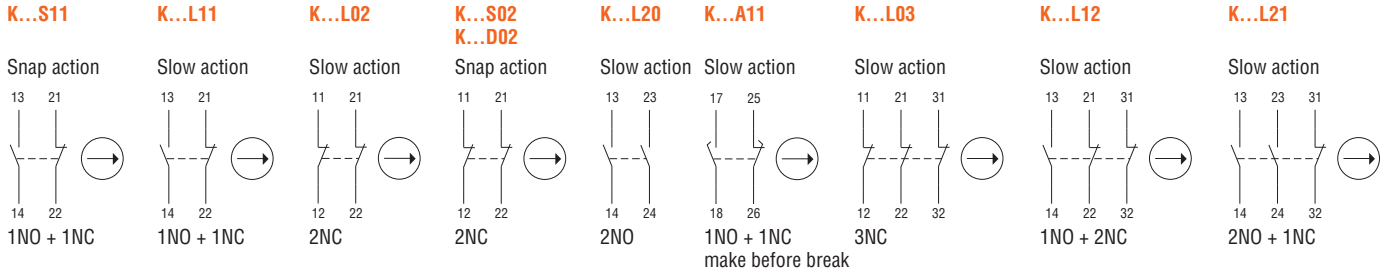 K...S11 K...L11 K...L02 K...S02 K...L20 K...A11 K...L03 K...L12 K...L21
K...D02
Snap action Slow action Slow action Snap action Slow action Slow action Slow action Slow action Slow action
13 21 13 21 11 21 11 21 13 23 17 25 11 21 31 13 21 31 13 23 31
14 22 14 22 12 22 12 22 14 24 18 26 12 22 32 14 22 32 14 24 32
1NO + 1NC 1NO + 1NC 2NC 2NC 2NO 1NO + 1NC 3NC 1NO + 2NC 2NO + 1NC
make before break